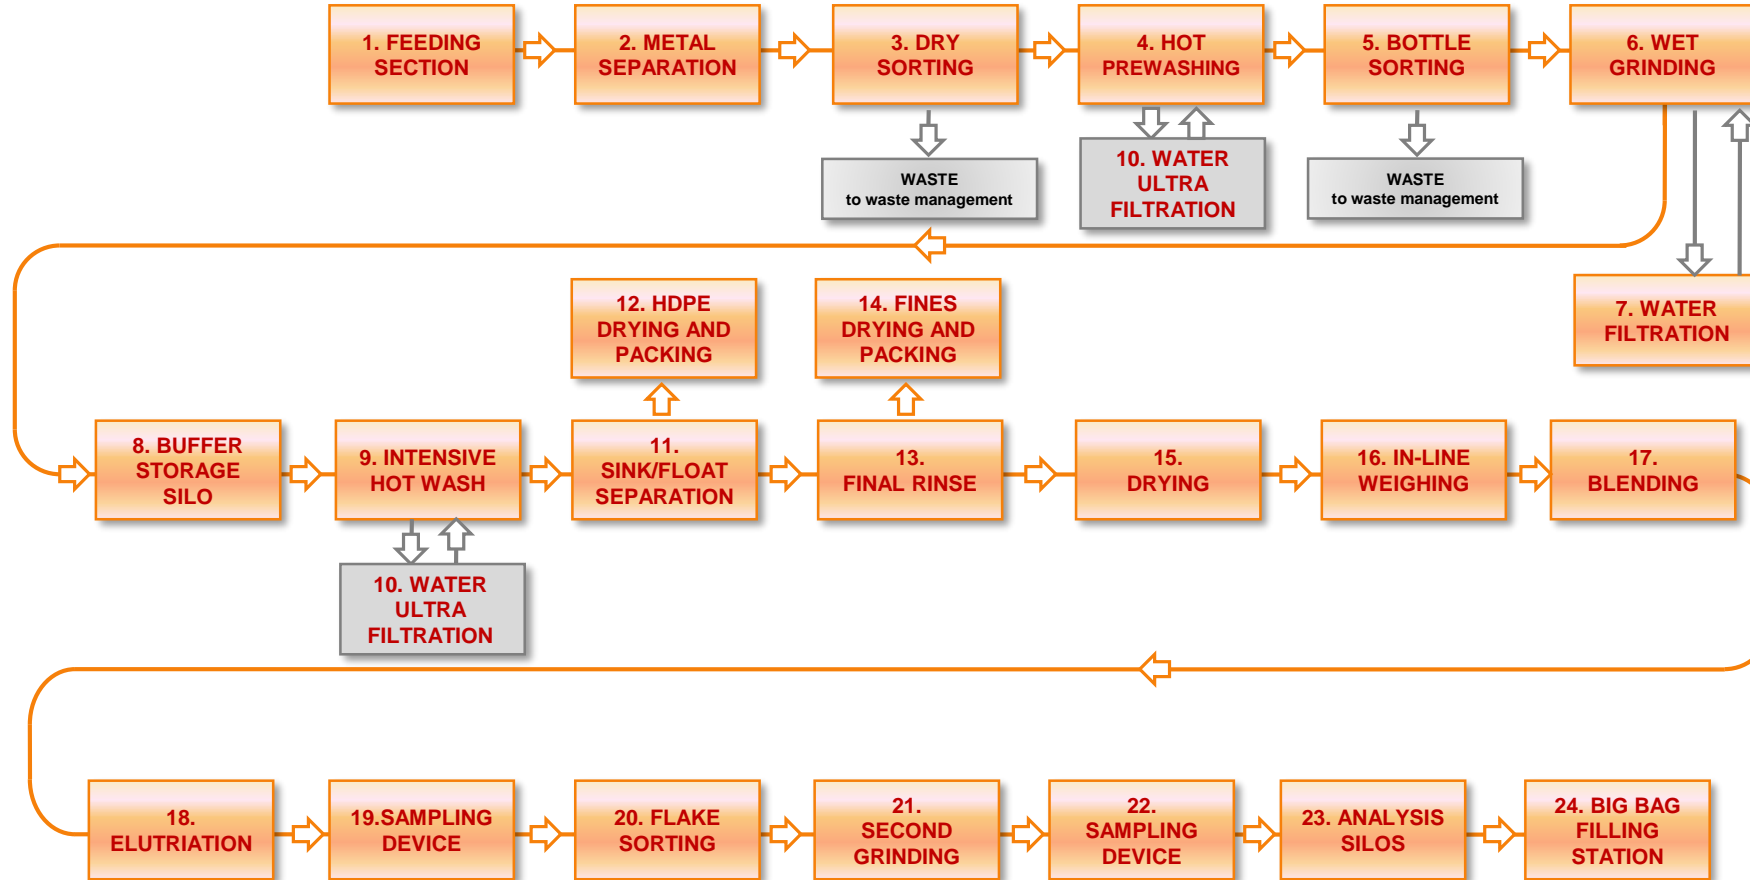 1. FEEDING
SECTION
2. METAL
SEPARATION
3. DRY
SORTING
4. HOT
PREWASHING
5. BOTTLE
SORTING
6. WET
GRINDING
WASTE
to waste management
10. WATER
ULTRA
FILTRATION
WASTE
to waste management
7. WATER
FILTRATION
12. HDPE
DRYING AND
PACKING
14. FINES
DRYING AND
PACKING
8. BUFFER
STORAGE
SILO
9. INTENSIVE
HOT WASH
11.
SINK/FLOAT
SEPARATION
13.
FINAL RINSE
15.
DRYING
16. IN-LINE
WEIGHING
17.
BLENDING
10. WATER
ULTRA
FILTRATION
18.
ELUTRIATION
19.SAMPLING
DEVICE
20. FLAKE
SORTING
21.
SECOND
GRINDING
22.
SAMPLING
DEVICE
23. ANALYSIS
SILOS
24. BIG BAG
FILLING
STATION